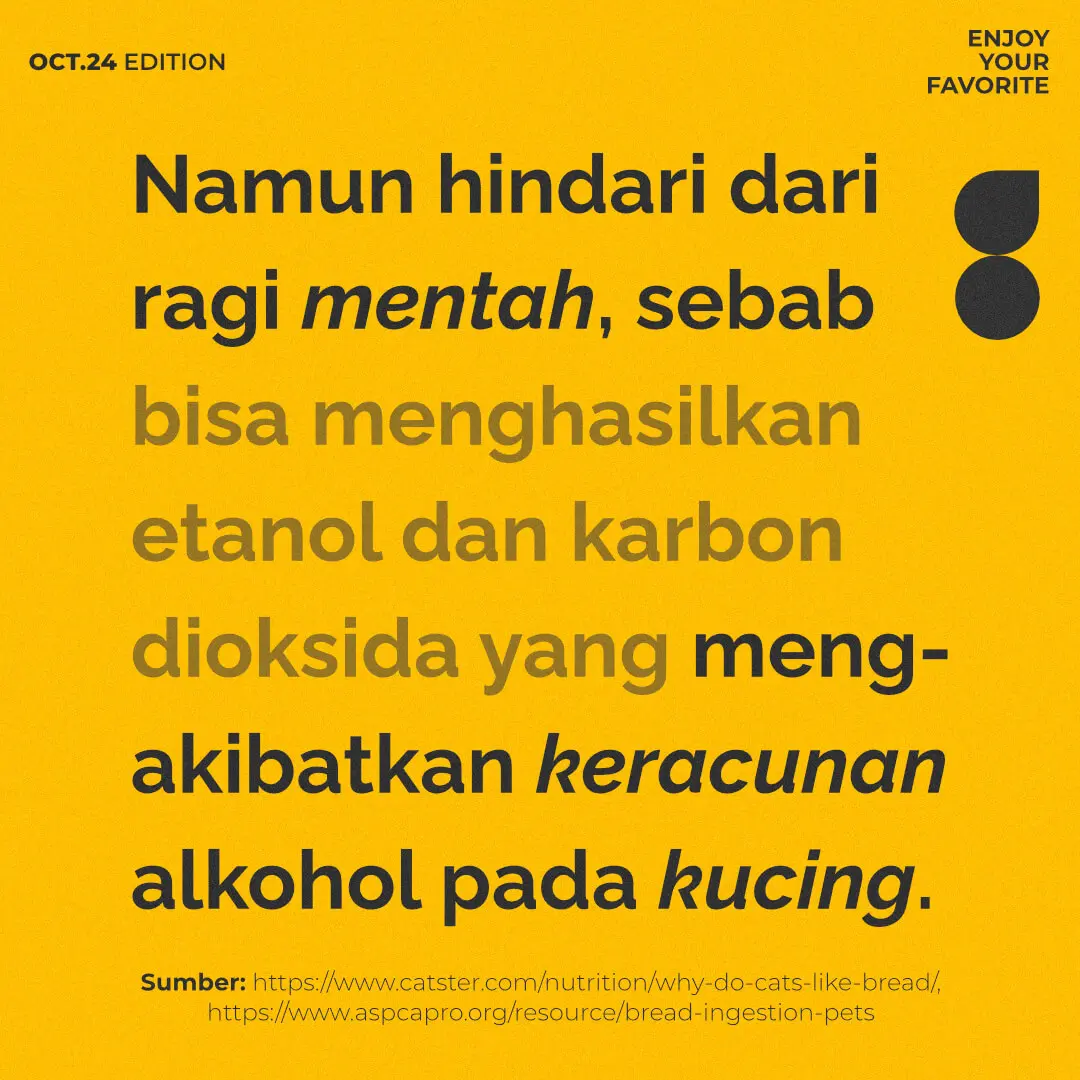 OCT.24 EDITION
ENJOY
YOUR
FAVORITE
Namun hindari dari
ragi mentah, sebab
bisa menghasilkan
etanol dan karbon
dioksida yang meng-
akibatkan keracunan
alkohol pada kucing.
Sumber: https://www.catster.com/nutrition/why-do-cats-like-bread/,
https://www.aspcapro.org/resource/bread-ingestion-pets